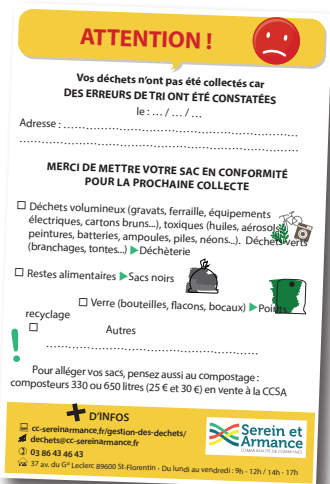 ATTENTION !
Vos déchets n'ont pas été collectés car
DES ERREURS DE TRI ONT ÉTÉ CONSTATÉES
le : ... / ... / ...
Adresse : ................................................................
................................................................................
MERCI DE METTRE VOTRE SAC EN CONFORMITÉ
POUR LA PROCHAINE COLLECTE
☐ Déchets volumineux (gravats, ferraille, équipements
électriques, cartons bruns...), toxiques (huiles, aérosols,
peintures, batteries, ampoules, piles, néons...). Déchets verts
(branchages, tontes...) ▶Déchèterie
☐ Restes alimentaires ▶Sacs noirs
☐ Verre (bouteilles, flacons, bocaux) ▶Points
recyclage
☐ Autres
................................................................
!
Pour alléger vos sacs, pensez aussi au compostage :
composteurs 330 ou 650 litres (25 € et 30 €) en vente à la CCSA
+ D'INFOS
cc-sereinarmance.fr/gestion-des-dechets/
dechets@cc-sereinarmance.fr
03 86 43 46 43
37 av. du Gal Leclerc 89600 St-Florentin - Du lundi au vendredi : 9h - 12h / 14h - 17h
Serein et
Armance
COMMUNAUTÉ DE COMMUNES